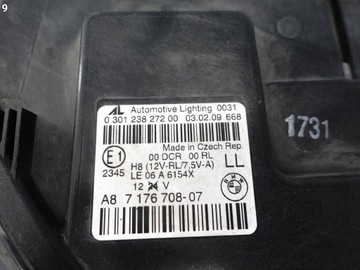 9
AL Automotive Lighting 0031
0 301 238 272 00 03.02.09 668
Made in Czech Rep.
E1 00 DCR 00 RL
H8 (12V-RL/7,5V-A) LL
2345 LE 06 A 6154X
12 24 V
BMW
A8 7 176 708-07
1731